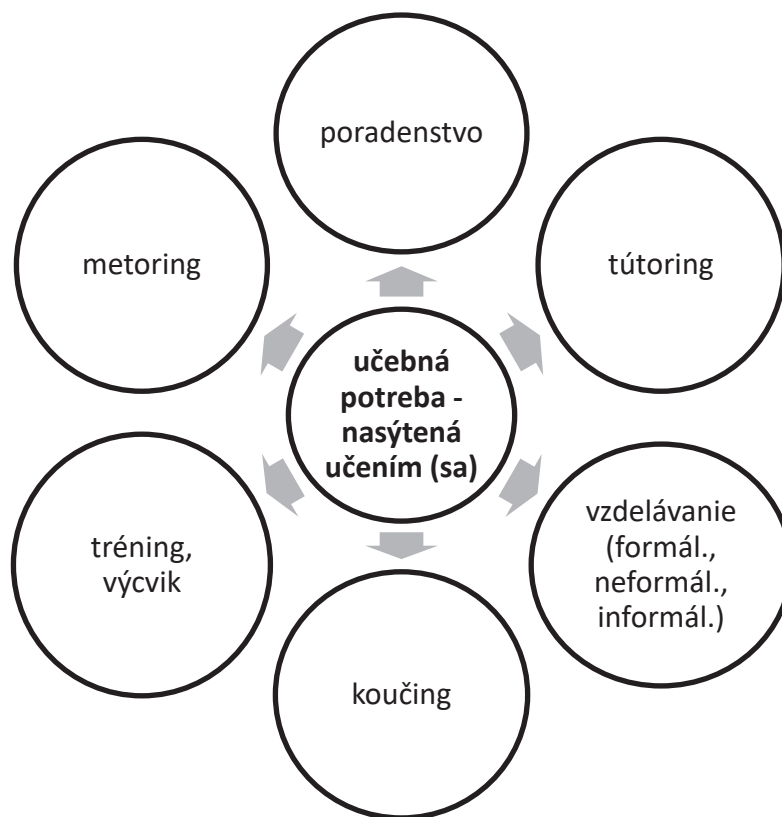 poradenstvo
metoring
tútoring
učebná
potreba -
nasýtená
učením (sa)
tréning,
výcvik
vzdelávanie
(formál.,
neformál.,
informál.)
koučing